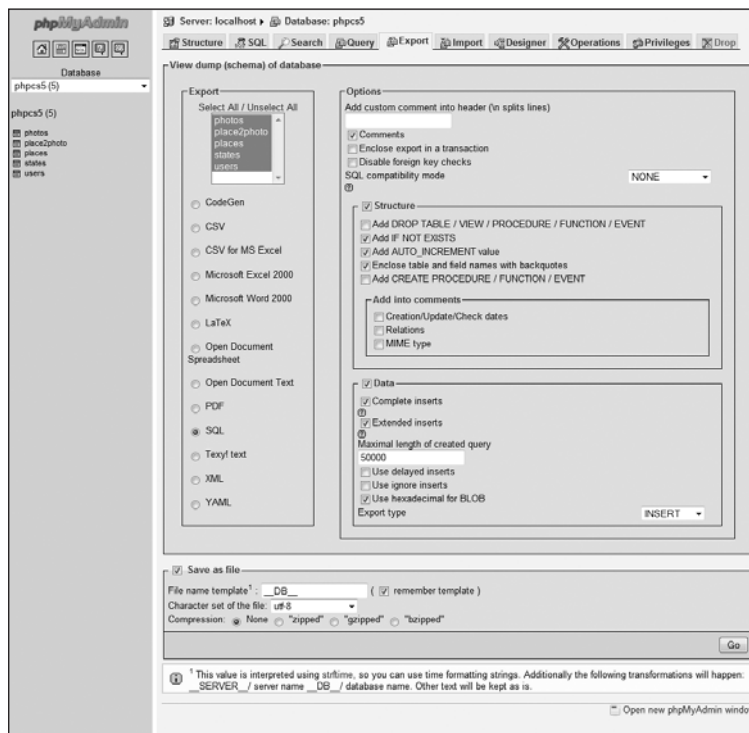 phpMyAdmin
Database
phpcs5 (5)
phpcs5 (5)
photos
place2photo
places
states
users
Server: localhost Database: phpcs5
Structure SQL Search Query Export Import Designer Operations Privileges Drop
View dump (schema) of database
Export
Select All / Unselect All
photos
place2photo
places
states
users
CodeGen
CSV
CSV for MS Excel
Microsoft Excel 2000
Microsoft Word 2000
LaTeX
Open Document
Spreadsheet
Open Document Text
PDF
SQL
Texy! text
XML
YAML
Options
Add custom comment into header (\n splits lines)
Comments
Enclose export in a transaction
Disable foreign key checks
SQL compatibility mode NONE
Structure
Add DROP TABLE / VIEW / PROCEDURE / FUNCTION / EVENT
Add IF NOT EXISTS
Add AUTO_INCREMENT value
Enclose table and field names with backquotes
Add CREATE PROCEDURE / FUNCTION / EVENT
Add into comments
Creation/Update/Check dates
Relations
MIME type
Data
Complete inserts
Extended inserts
Maximal length of created query
50000
Use delayed inserts
Use ignore inserts
Use hexadecimal for BLOB
Export type INSERT
Save as file
File name template1 : __DB__ ( remember template )
Character set of the file: utf-8
Compression: None "zipped" "gzipped" "bzipped"
Go
1 This value is interpreted using strftime, so you can use time formatting strings. Additionally the following transformations will happen:
__SERVER__/ server name __DB__/ database name. Other text will be kept as is.
Open new phpMyAdmin windo